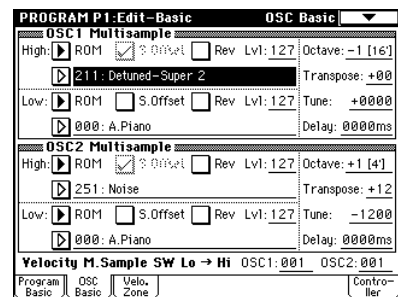 PROGRAM P1:Edit-Basic OSC Basic
OSC1 Multisample
High: ROM S.Offset Rev Lvl:127 Octave:-1 [16']
211: Detuned-Super 2 Transpose:+00
Low: ROM S.Offset Rev Lvl:127 Tune: +0000
000: A.Piano Delay: 0000ms
OSC2 Multisample
High: ROM S.Offset Rev Lvl:127 Octave:+1 [4']
251: Noise Transpose:+12
Low: ROM S.Offset Rev Lvl:127 Tune: -1200
000: A.Piano Delay: 0000ms
Velocity M.Sample SW Lo → Hi OSC1:001 OSC2:001
Program Basic OSC Basic Velo. Zone Contro-ller